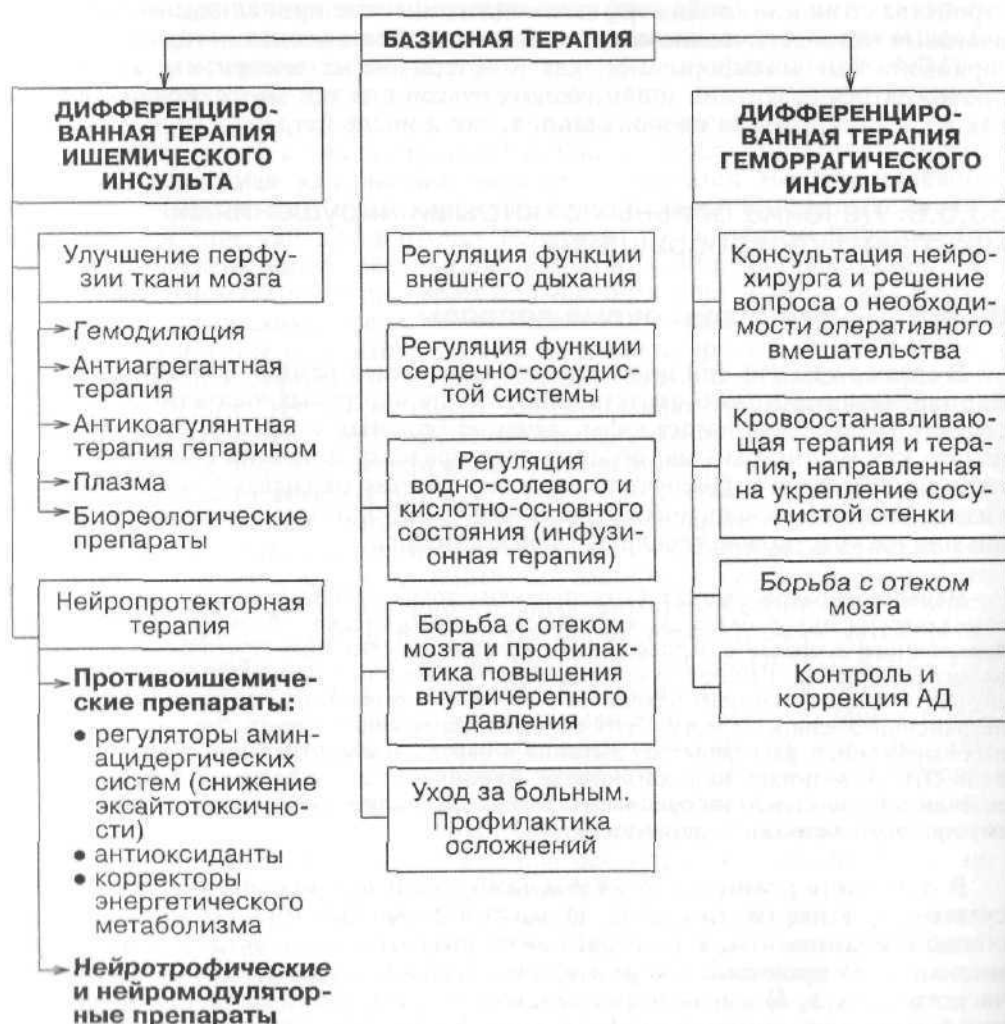 БАЗИСНАЯ ТЕРАПИЯ
ДИФФЕРЕНЦИРО-
ВАННАЯ ТЕРАПИЯ
ИШЕМИЧЕСКОГО
ИНСУЛЬТА
Улучшение перфу-
зии ткани мозга
Гемодилюция
Антиагрегантная
терапия
Антикоагулянтная
терапия гепарином
Плазма
Биореологические
препараты
Нейропротекторная
терапия
Противоишемиче-
ские препараты:
• регуляторы амин-
ацидергических
систем (снижение
эксайтотоксично-
сти)
• антиоксиданты
• корректоры
энергетического
метаболизма
Нейротрофические
и нейромодулятор-
ные препараты
Регуляция функции
внешнего дыхания
Регуляция функции
сердечно-сосудис-
той системы
Регуляция
водно-солевого и
кислотно-основного
состояния (инфузи-
онная терапия)
Борьба с отеком
мозга и профилак-
тика повышения
внутричерепного
давления
Уход за больным.
Профилактика
осложнений
ДИФФЕРЕНЦИРО-
ВАННАЯ ТЕРАПИЯ
ГЕМОРРАГИЧЕСКОГО
ИНСУЛЬТА
Консультация нейро-
хирурга и решение
вопроса о необходи-
мости оперативного
вмешательства
Кровоостанавливаю-
щая терапия и тера-
пия, направленная
на укрепление сосу-
дистой стенки
Борьба с отеком
мозга
Контроль и
коррекция АД